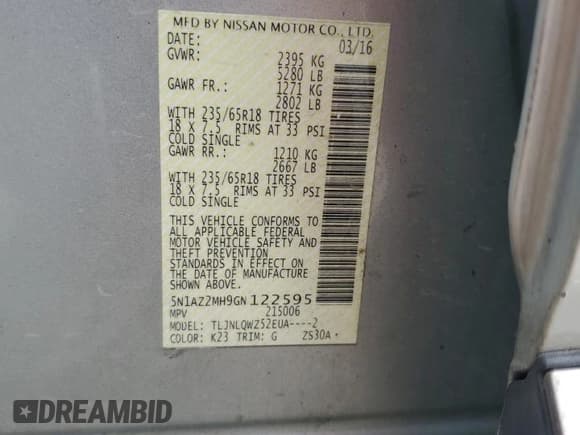 MFD BY NISSAN MOTOR CO., LTD.
DATE: 03/16
GVWR: 2395 KG
5280 LB
GAWR FR.: 1271 KG
2802 LB
WITH 235/65R18 TIRES
18 X 7.5 RIMS AT 33 PSI
COLD SINGLE
GAWR RR.: 1210 KG
2667 LB
WITH 235/65R18 TIRES
18 X 7.5 RIMS AT 33 PSI
COLD SINGLE
THIS VEHICLE CONFORMS TO
ALL APPLICABLE FEDERAL
MOTOR VEHICLE SAFETY AND
THEFT PREVENTION
STANDARDS IN EFFECT ON
THE DATE OF MANUFACTURE
SHOWN ABOVE.
5N1AZ2MH9GN122595
MPV 215006
MODEL: TLJNLQWZ52EUA----2
COLOR: K23 TRIM: G ZS30A
DREAMBID